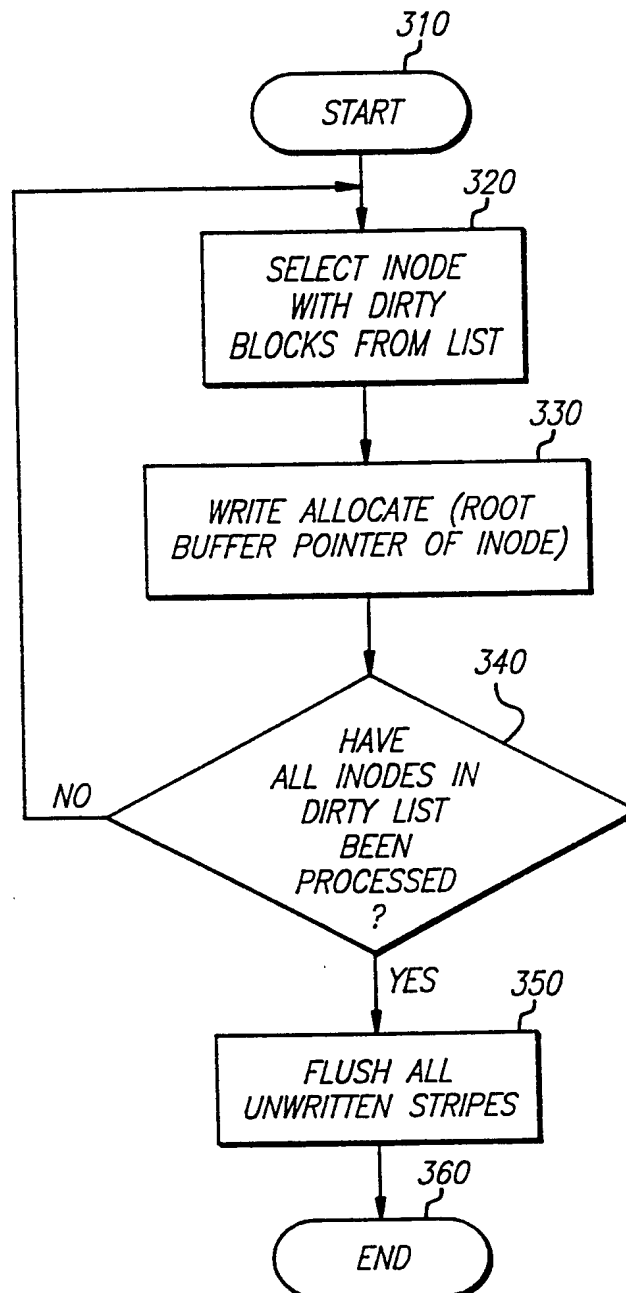 310
START
320
SELECT INODE
WITH DIRTY
BLOCKS FROM LIST
330
WRITE ALLOCATE (ROOT
BUFFER POINTER OF INODE)
340
HAVE
ALL INODES IN
DIRTY LIST
BEEN
PROCESSED
?
NO
YES
350
FLUSH ALL
UNWRITTEN STRIPES
360
END